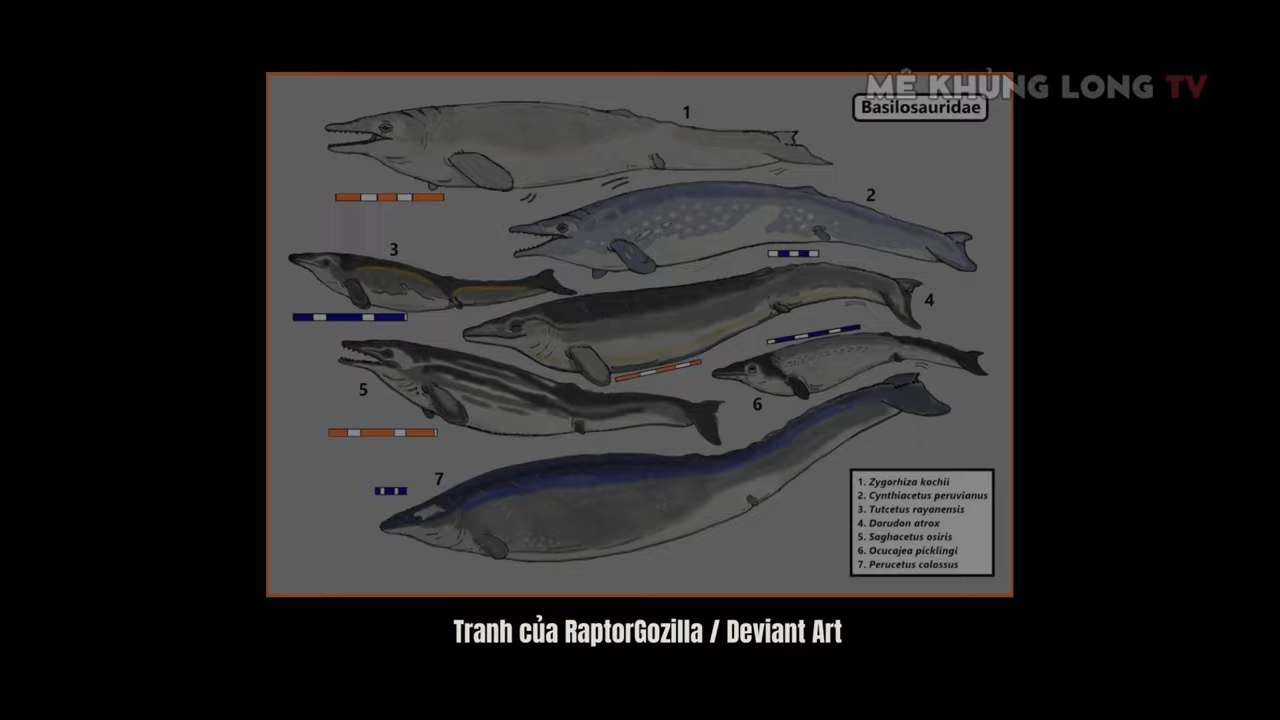 MÊ KHỦNG LONG TV
Basilosauridae
1
2
3
4
5
6
7
1. Zygorhiza kochii
2. Cynthiacetus peruvianus
3. Tutcetus rayanensis
4. Dorudon atrox
5. Saghacetus osiris
6. Ocucajea picklingi
7. Perucetus colossus
Tranh của RaptorGozilla / Deviant Art